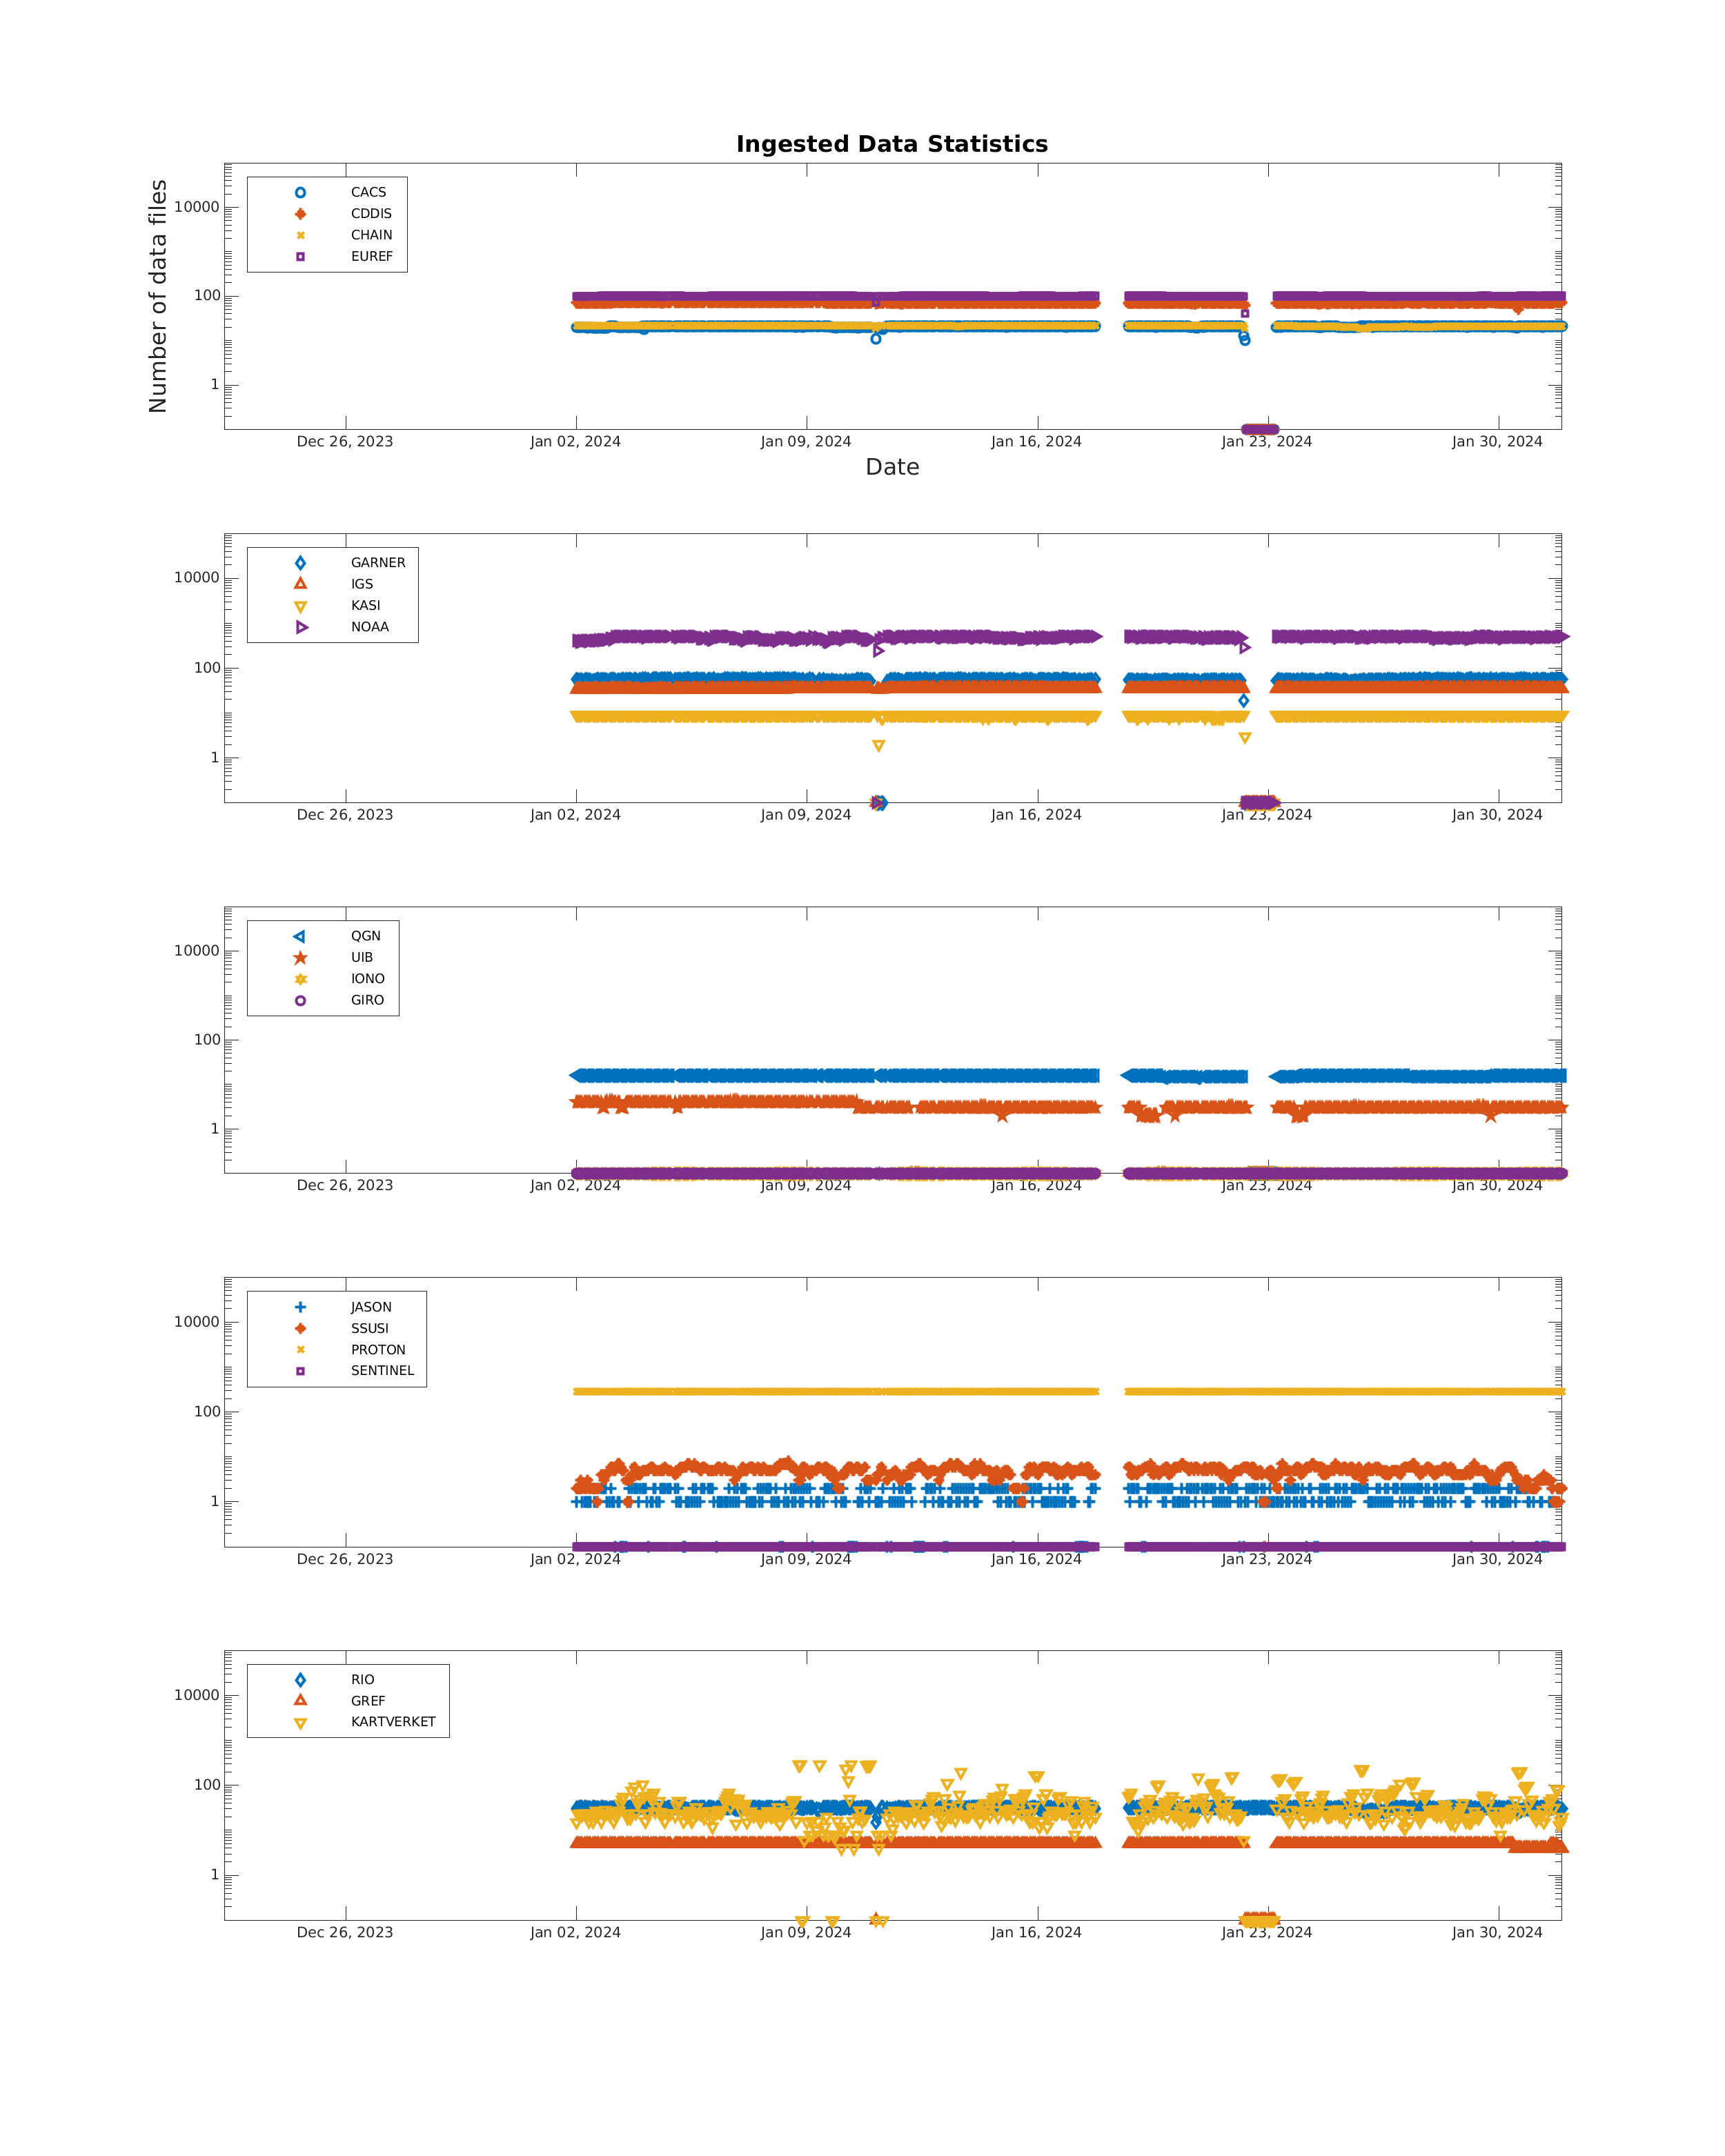 Ingested Data Statistics
Number of data files
10000
100
1
CACS
CDDIS
CHAIN
EUREF
Dec 26, 2023 Jan 02, 2024 Jan 09, 2024 Jan 16, 2024 Jan 23, 2024 Jan 30, 2024
Date
10000
100
1
GARNER
IGS
KASI
NOAA
Dec 26, 2023 Jan 02, 2024 Jan 09, 2024 Jan 16, 2024 Jan 23, 2024 Jan 30, 2024
10000
100
1
QGN
UIB
IONO
GIRO
Dec 26, 2023 Jan 02, 2024 Jan 09, 2024 Jan 16, 2024 Jan 23, 2024 Jan 30, 2024
10000
100
1
JASON
SSUSI
PROTON
SENTINEL
Dec 26, 2023 Jan 02, 2024 Jan 09, 2024 Jan 16, 2024 Jan 23, 2024 Jan 30, 2024
10000
100
1
RIO
GREF
KARTVERKET
Dec 26, 2023 Jan 02, 2024 Jan 09, 2024 Jan 16, 2024 Jan 23, 2024 Jan 30, 2024